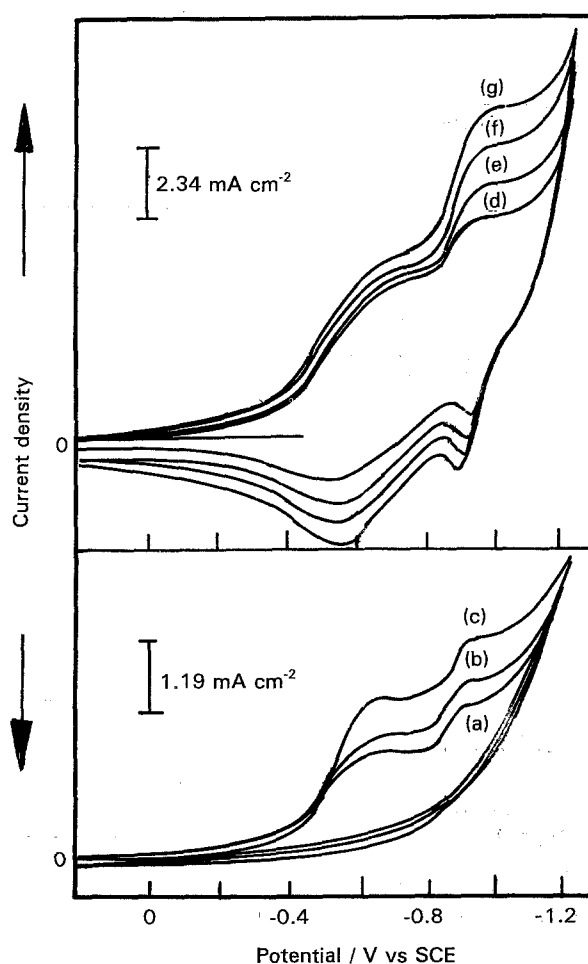 (g)
(f)
2.34 mA cm-2
(e)
(d)
0
Current density
(c)
(b)
1.19 mA cm-2
(a)
0
0 -0.4 -0.8 -1.2
Potential / V vs SCE